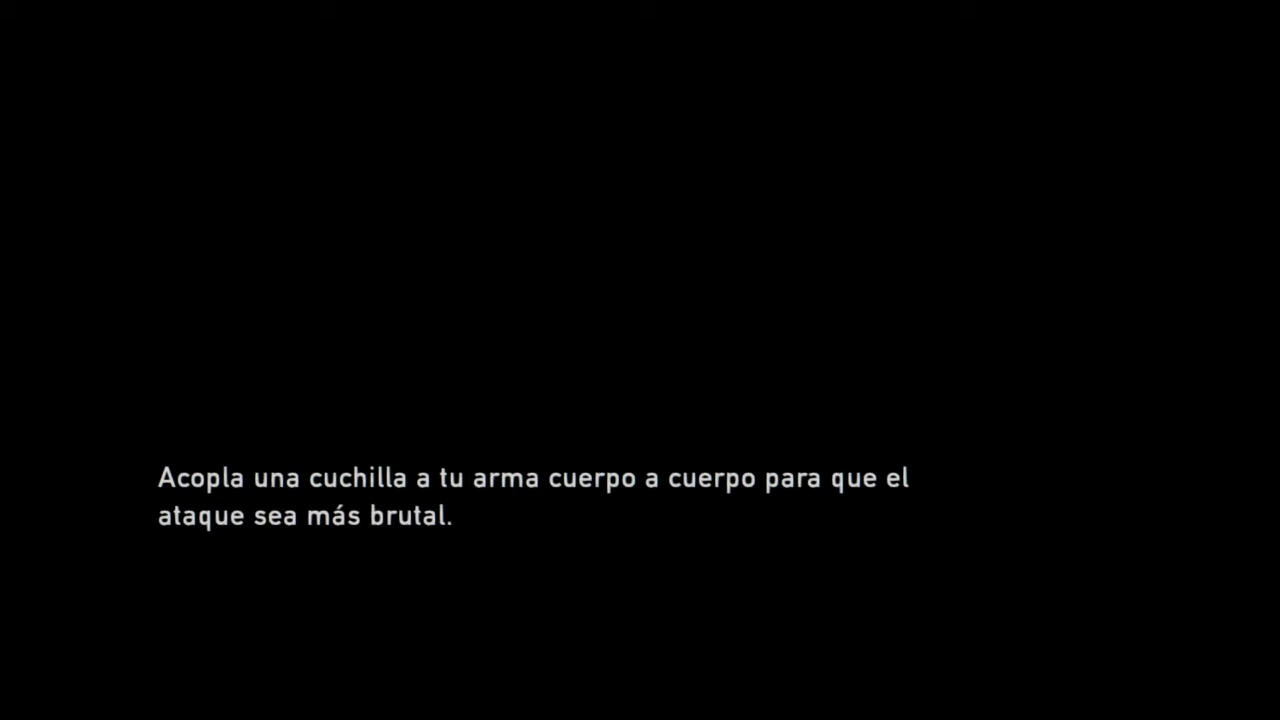 Acopla una cuchilla a tu arma cuerpo a cuerpo para que el
ataque sea más brutal.